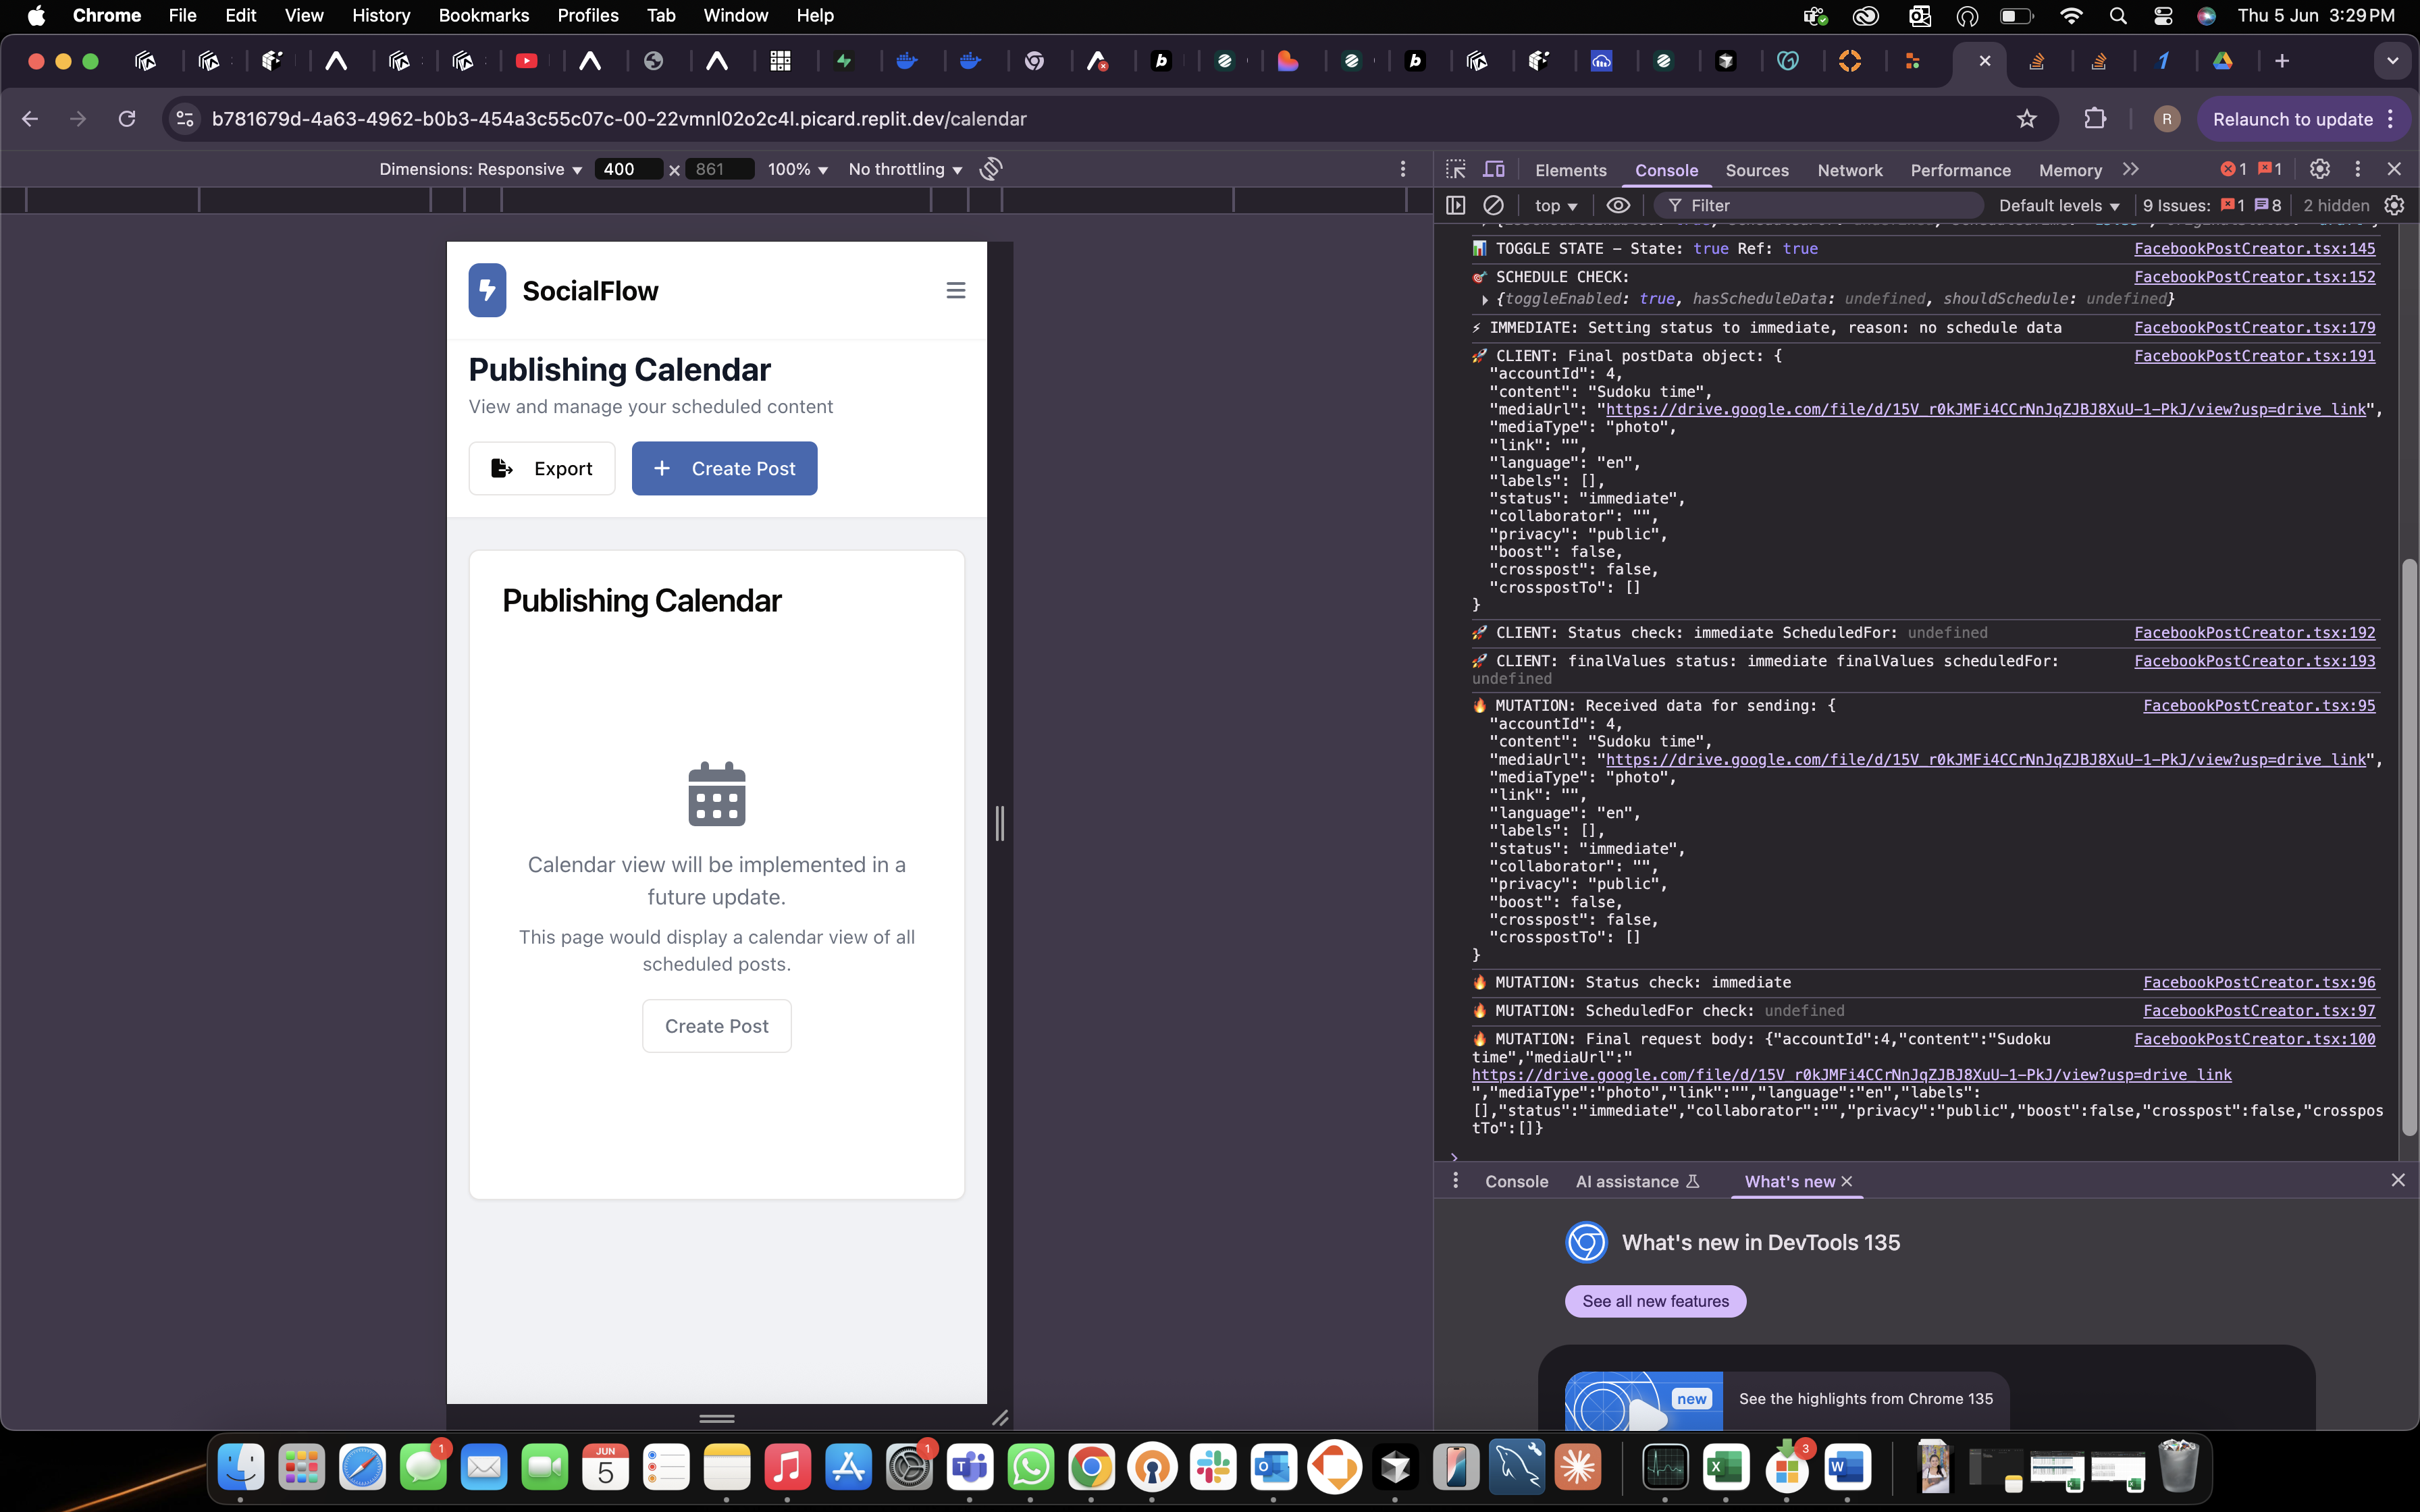 Chrome File Edit View History Bookmarks Profiles Tab Window Help Thu 5 Jun 3:29 PM
b781679d-4a63-4962-b0b3-454a3c55c07c-00-22vmnl02o2c4l.picard.replit.dev/calendar
R Relaunch to update
Dimensions: Responsive 400 × 861 100% No throttling
SocialFlow
Publishing Calendar
View and manage your scheduled content
Export
Create Post
Publishing Calendar
Calendar view will be implemented in a
future update.
This page would display a calendar view of all
scheduled posts.
Create Post
Elements Console Sources Network Performance Memory 1 1
top Filter Default levels 9 Issues: 1 8 2 hidden
TOGGLE STATE – State: true Ref: true FacebookPostCreator.tsx:145
SCHEDULE CHECK: FacebookPostCreator.tsx:152
{toggleEnabled: true, hasScheduleData: undefined, shouldSchedule: undefined}
IMMEDIATE: Setting status to immediate, reason: no schedule data FacebookPostCreator.tsx:179
CLIENT: Final postData object: { FacebookPostCreator.tsx:191
"accountId": 4,
"content": "Sudoku time",
"mediaUrl": "https://drive.google.com/file/d/15V_r0kJMFi4CCrNnJqZJBJ8XuU-1-PkJ/view?usp=drive_link",
"mediaType": "photo",
"link": "",
"language": "en",
"labels": [],
"status": "immediate",
"collaborator": "",
"privacy": "public",
"boost": false,
"crosspost": false,
"crosspostTo": []
}
CLIENT: Status check: immediate ScheduledFor: undefined FacebookPostCreator.tsx:192
CLIENT: finalValues status: immediate finalValues scheduledFor: FacebookPostCreator.tsx:193
undefined
MUTATION: Received data for sending: { FacebookPostCreator.tsx:95
"accountId": 4,
"content": "Sudoku time",
"mediaUrl": "https://drive.google.com/file/d/15V_r0kJMFi4CCrNnJqZJBJ8XuU-1-PkJ/view?usp=drive_link",
"mediaType": "photo",
"link": "",
"language": "en",
"labels": [],
"status": "immediate",
"collaborator": "",
"privacy": "public",
"boost": false,
"crosspost": false,
"crosspostTo": []
}
MUTATION: Status check: immediate FacebookPostCreator.tsx:96
MUTATION: ScheduledFor check: undefined FacebookPostCreator.tsx:97
MUTATION: Final request body: {"accountId":4,"content":"Sudoku FacebookPostCreator.tsx:100
time","mediaUrl":"
https://drive.google.com/file/d/15V_r0kJMFi4CCrNnJqZJBJ8XuU-1-PkJ/view?usp=drive_link
","mediaType":"photo","link":"","language":"en","labels":
[],"status":"immediate","collaborator":"","privacy":"public","boost":false,"crosspost":false,"crosspos
tTo":[]}
Console AI assistance What's new
What's new in DevTools 135
See all new features
new See the highlights from Chrome 135
1 JUN 5 1 3